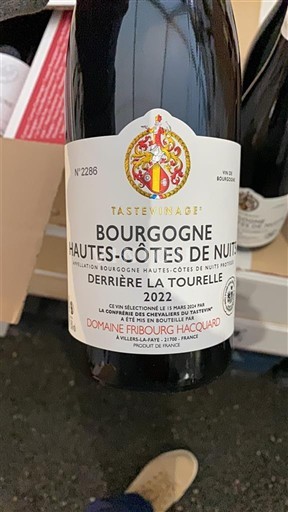 N°2286
VIN DE
BOURGOGNE
TASTEVINAGE
BOURGOGNE
HAUTES-CÔTES DE NUITS
APPELLATION BOURGOGNE HAUTES-CÔTES DE NUITS PROTÉGÉE
DERRIÈRE LA TOURELLE
2022
CE VIN SÉLECTIONNÉ LE 15 MARS 2024 PAR
LA CONFRÉRIE DES CHEVALIERS DU TASTEVIN
A ÉTÉ MIS EN BOUTEILLE PAR
DOMAINE FRIBOURG HACQUARD
À VILLERS-LA-FAYE - 21700 - FRANCE
PRODUIT DE FRANCE